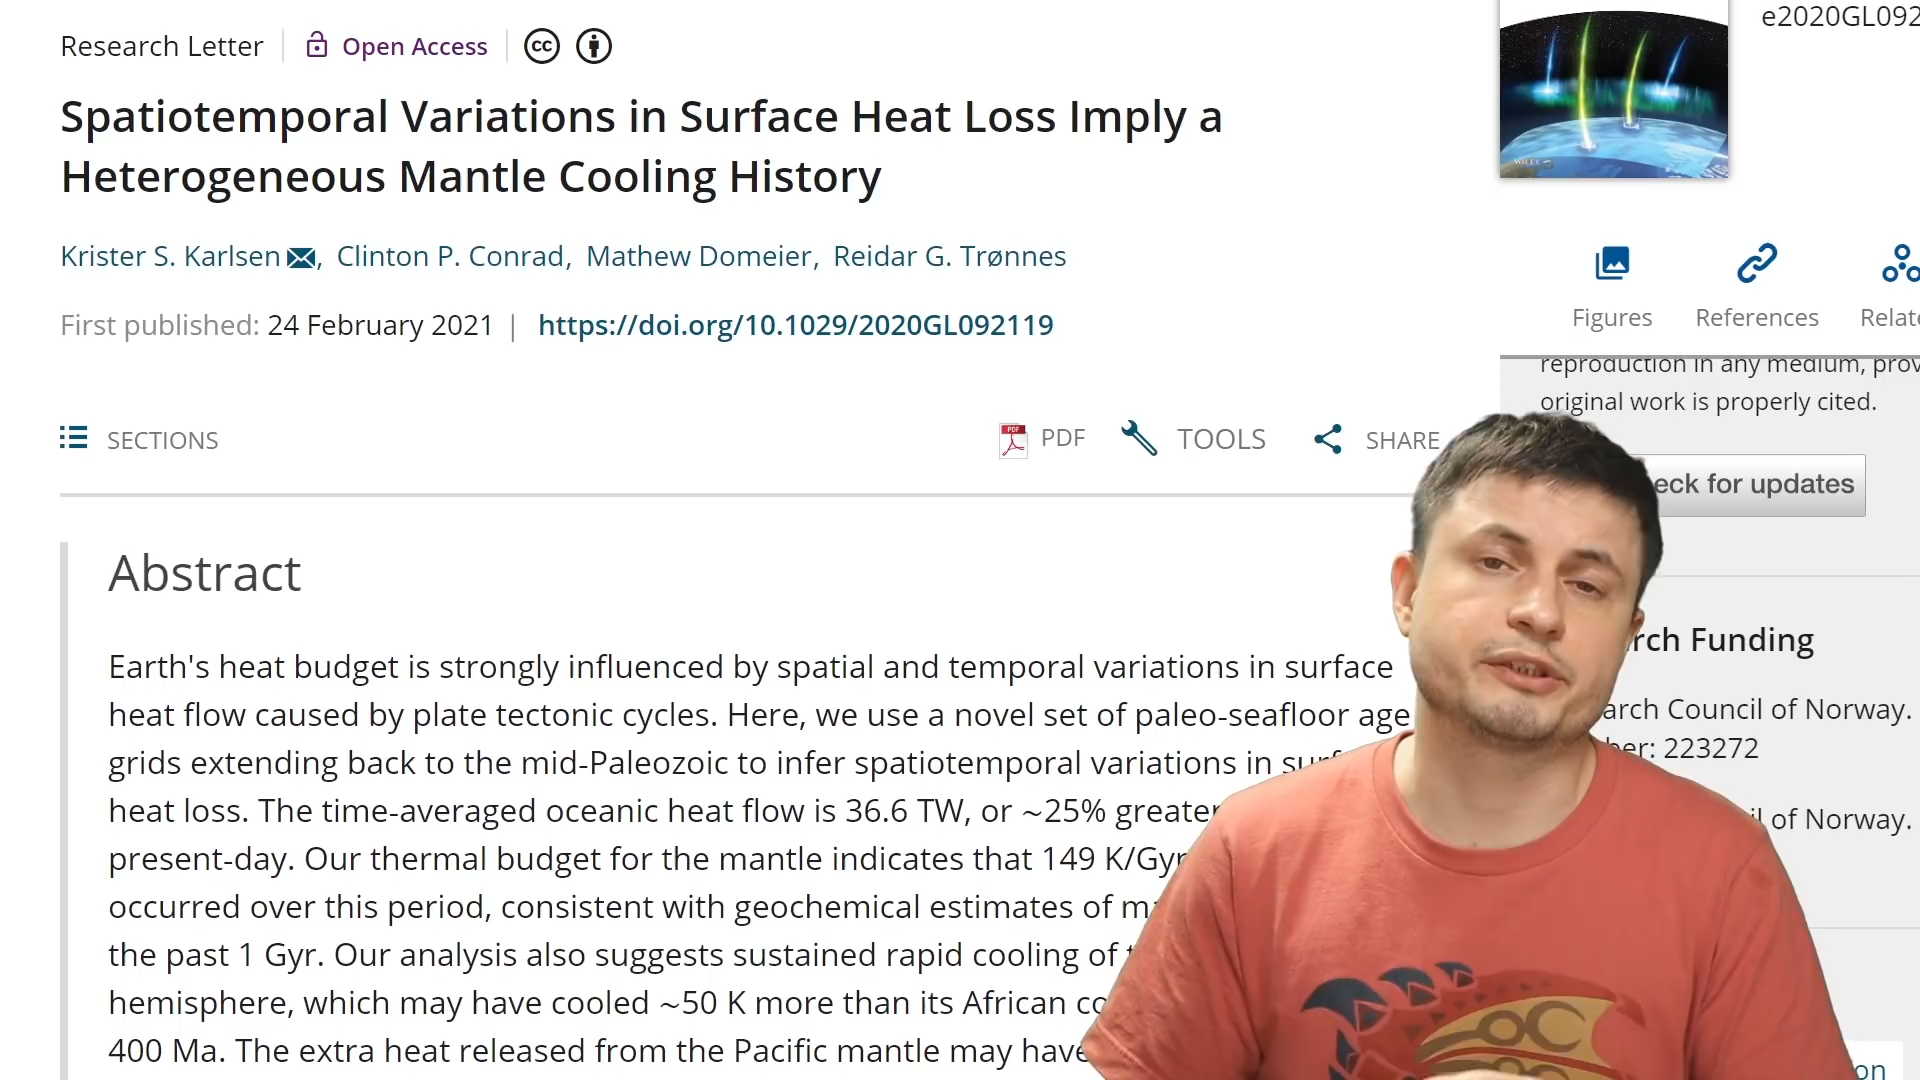 Research Letter
Open Access
cc
Spatiotemporal Variations in Surface Heat Loss Imply a
Heterogeneous Mantle Cooling History
Krister S. Karlsen, Clinton P. Conrad, Mathew Domeier, Reidar G. Trønnes
First published: 24 February 2021 | https://doi.org/10.1029/2020GL092119
SECTIONS
PDF
PDF
TOOLS
SHARE
Abstract
Earth's heat budget is strongly influenced by spatial and temporal variations in surface
heat flow caused by plate tectonic cycles. Here, we use a novel set of paleo-seafloor age
grids extending back to the mid-Paleozoic to infer spatiotemporal variations in
heat loss. The time-averaged oceanic heat flow is 36.6 TW, or ~25% greater
present-day. Our thermal budget for the mantle indicates that 149 K/Gyr
occurred over this period, consistent with geochemical estimates of
the past 1 Gyr. Our analysis also suggests sustained rapid cooling of
hemisphere, which may have cooled ~50 K more than its African
400 Ma. The extra heat released from the Pacific mantle may have
WILEY
e2020GL092
Figures
References
Relate
reproduction in any medium, prov
original work is properly cited.
eck for updates
rch Funding
arch Council of Norway.
ber: 223272
il of Norway.
on